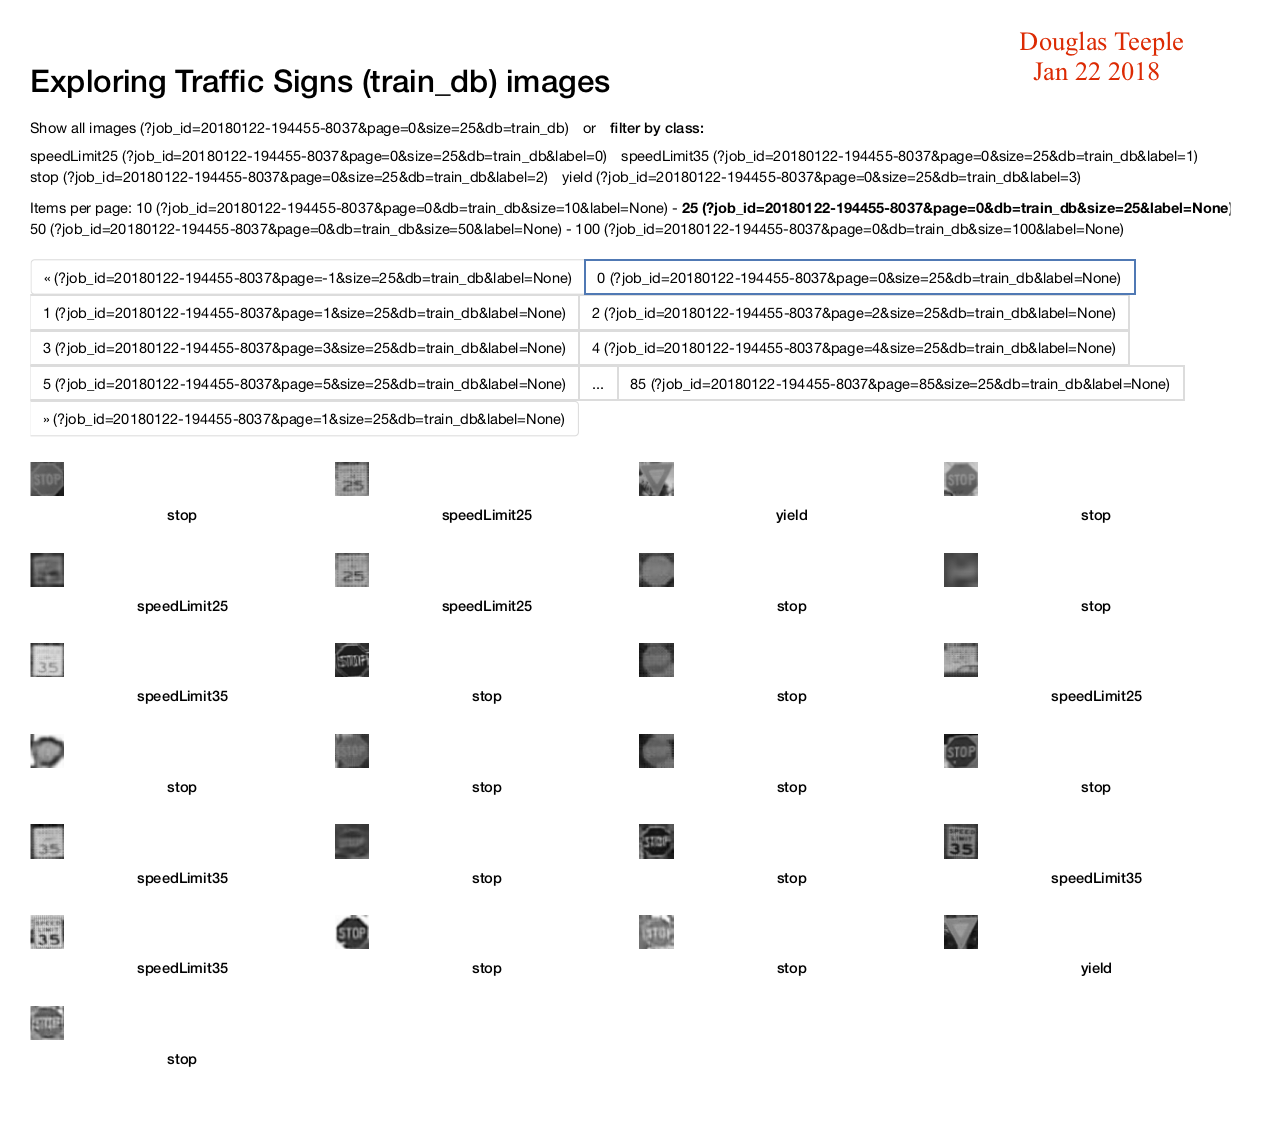 Douglas Teeple
Jan 22 2018
Exploring Traffic Signs (train_db) images
Show all images (?job_id=20180122-194455-8037&page=0&size=25&db=train_db) or filter by class:
speedLimit25 (?job_id=20180122-194455-8037&page=0&size=25&db=train_db&label=0) speedLimit35 (?job_id=20180122-194455-8037&page=0&size=25&db=train_db&label=1)
stop (?job_id=20180122-194455-8037&page=0&size=25&db=train_db&label=2) yield (?job_id=20180122-194455-8037&page=0&size=25&db=train_db&label=3)
Items per page: 10 (?job_id=20180122-194455-8037&page=0&db=train_db&size=10&label=None) - 25 (?job_id=20180122-194455-8037&page=0&db=train_db&size=25&label=None)
50 (?job_id=20180122-194455-8037&page=0&db=train_db&size=50&label=None) - 100 (?job_id=20180122-194455-8037&page=0&db=train_db&size=100&label=None)
« (?job_id=20180122-194455-8037&page=-1&size=25&db=train_db&label=None) 0 (?job_id=20180122-194455-8037&page=0&size=25&db=train_db&label=None)
1 (?job_id=20180122-194455-8037&page=1&size=25&db=train_db&label=None) 2 (?job_id=20180122-194455-8037&page=2&size=25&db=train_db&label=None)
3 (?job_id=20180122-194455-8037&page=3&size=25&db=train_db&label=None) 4 (?job_id=20180122-194455-8037&page=4&size=25&db=train_db&label=None)
5 (?job_id=20180122-194455-8037&page=5&size=25&db=train_db&label=None) ... 85 (?job_id=20180122-194455-8037&page=85&size=25&db=train_db&label=None)
» (?job_id=20180122-194455-8037&page=1&size=25&db=train_db&label=None)
STOP 25 STOP
stop speedLimit25 yield stop
25
speedLimit25 speedLimit25 stop stop
35
speedLimit35 stop stop speedLimit25
STOP STOP
stop stop stop stop
35 STOP SPEED LIMIT 35
speedLimit35 stop stop speedLimit35
SPEED LIMIT 35 STOP STOP
speedLimit35 stop stop yield
STOP
stop